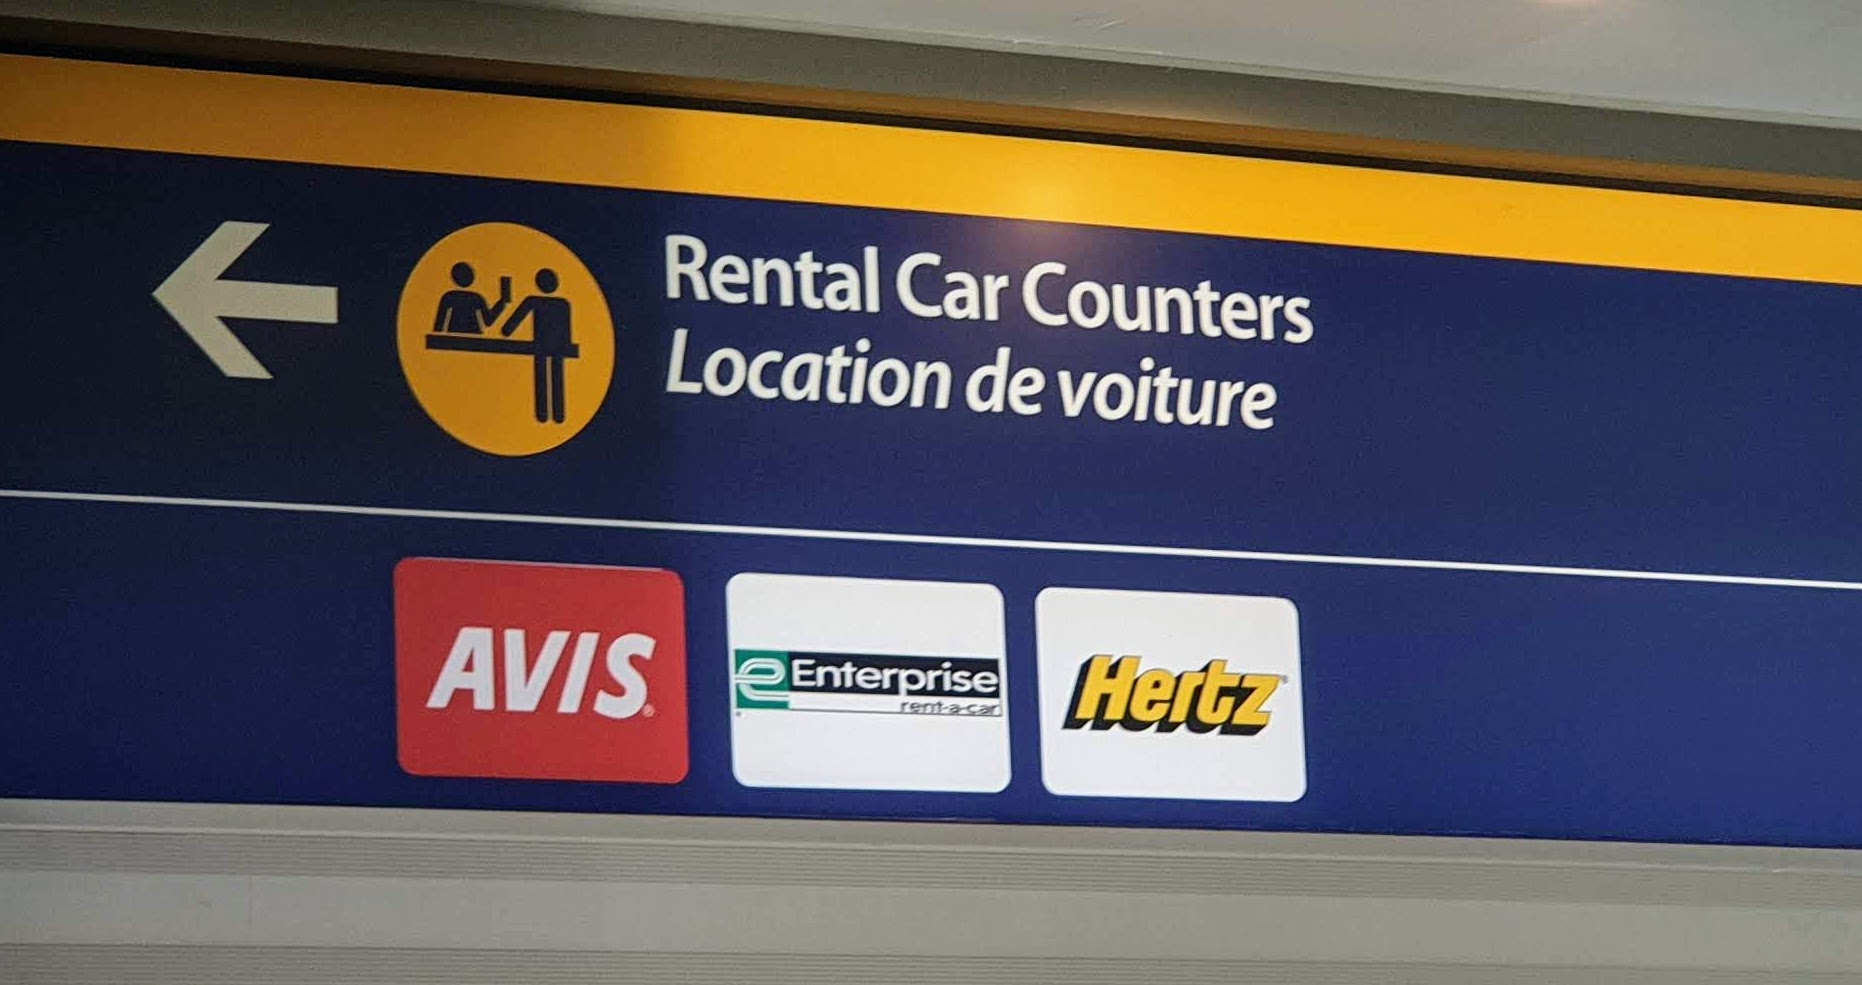 Rental Car Counters
Location de voiture
AVIS
e Enterprise
rent-a-car
Hertz